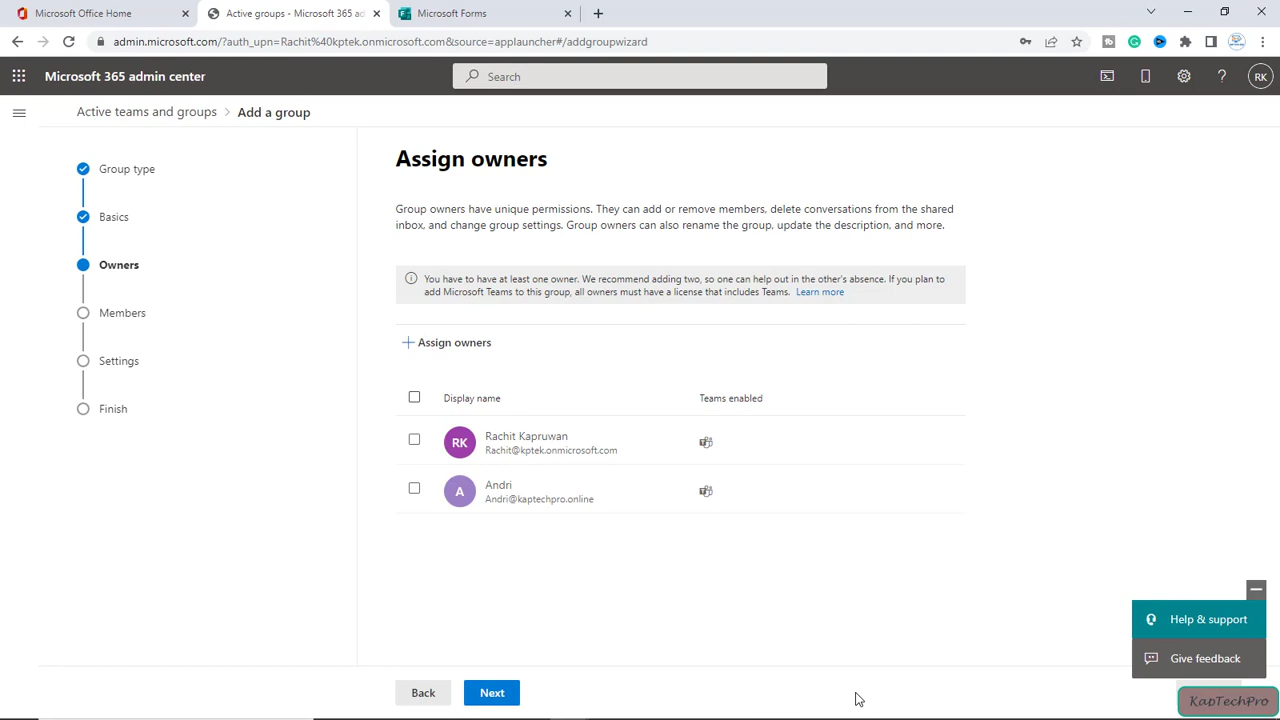 Microsoft Office Home
Active groups - Microsoft 365 ad
Microsoft Forms
admin.microsoft.com/?auth_upn=Rachit%40kptek.onmicrosoft.com&source=applauncher#/addgroupwizard
Microsoft 365 admin center
Search
RK
Active teams and groups > Add a group
Group type
Basics
Owners
Members
Settings
Finish
Assign owners
Group owners have unique permissions. They can add or remove members, delete conversations from the shared
inbox, and change group settings. Group owners can also rename the group, update the description, and more.
You have to have at least one owner. We recommend adding two, so one can help out in the other's absence. If you plan to
add Microsoft Teams to this group, all owners must have a license that includes Teams. Learn more
Assign owners
Display name Teams enabled
RK Rachit Kapruwan
Rachit@kptek.onmicrosoft.com
A Andri
Andri@kaptechpro.online
Help & support
Give feedback
Back Next
KapTechPro